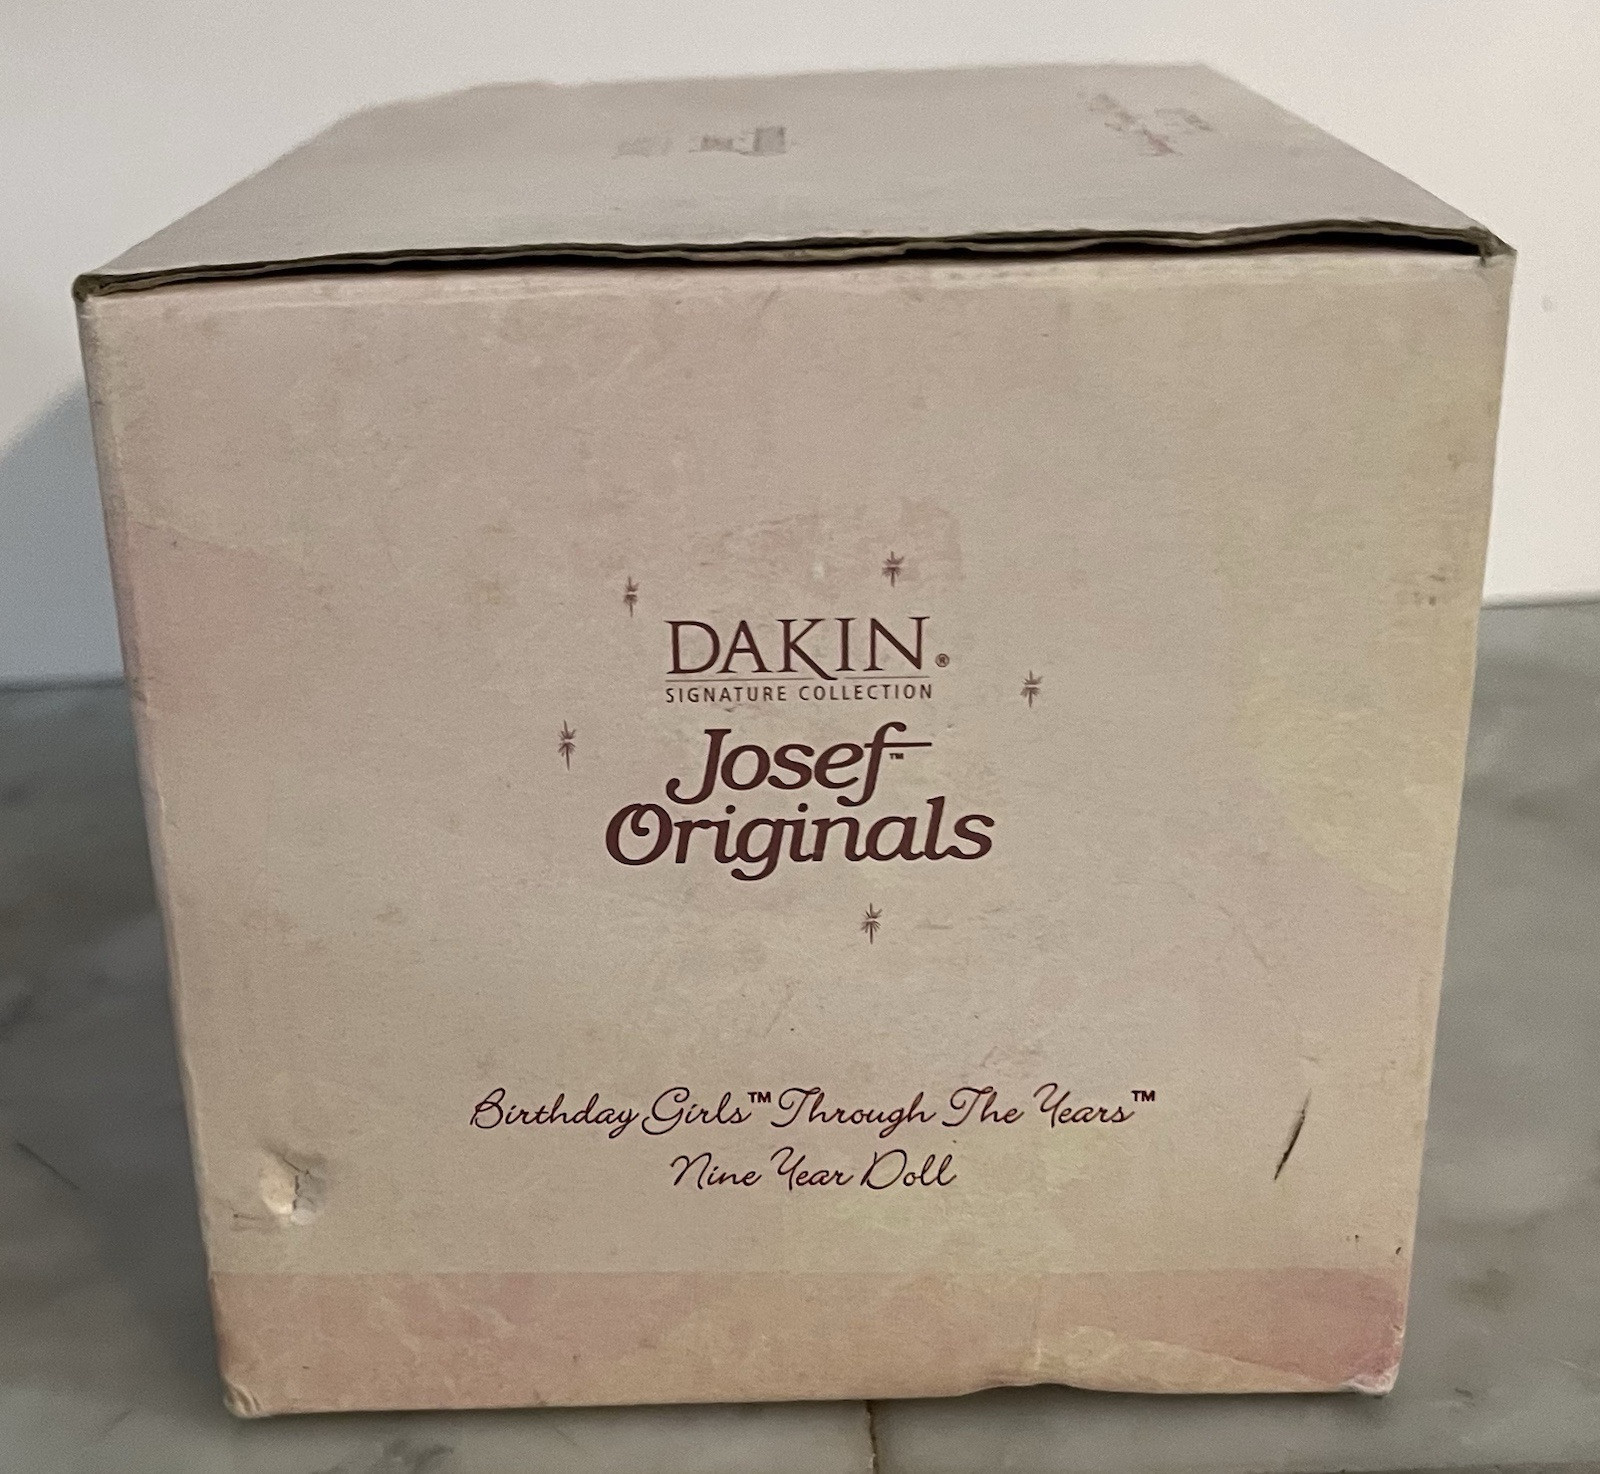 DAKIN®
SIGNATURE COLLECTION
Josef™
Originals
Birthday Girls™ Through The Years™
Nine Year Doll